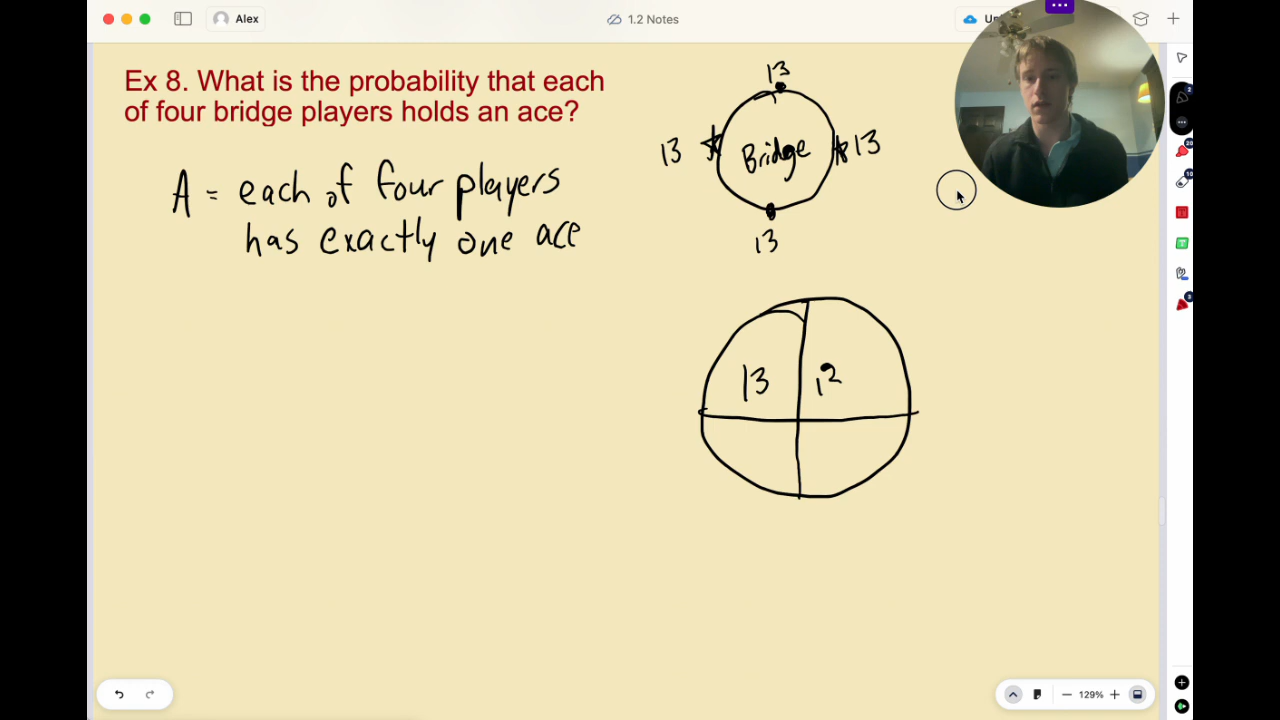 Alex
1.2 Notes
Ex 8. What is the probability that each
of four bridge players holds an ace?
A = each of four players
has exactly one ace
13
13
Bridge
13
13
13
12
129%